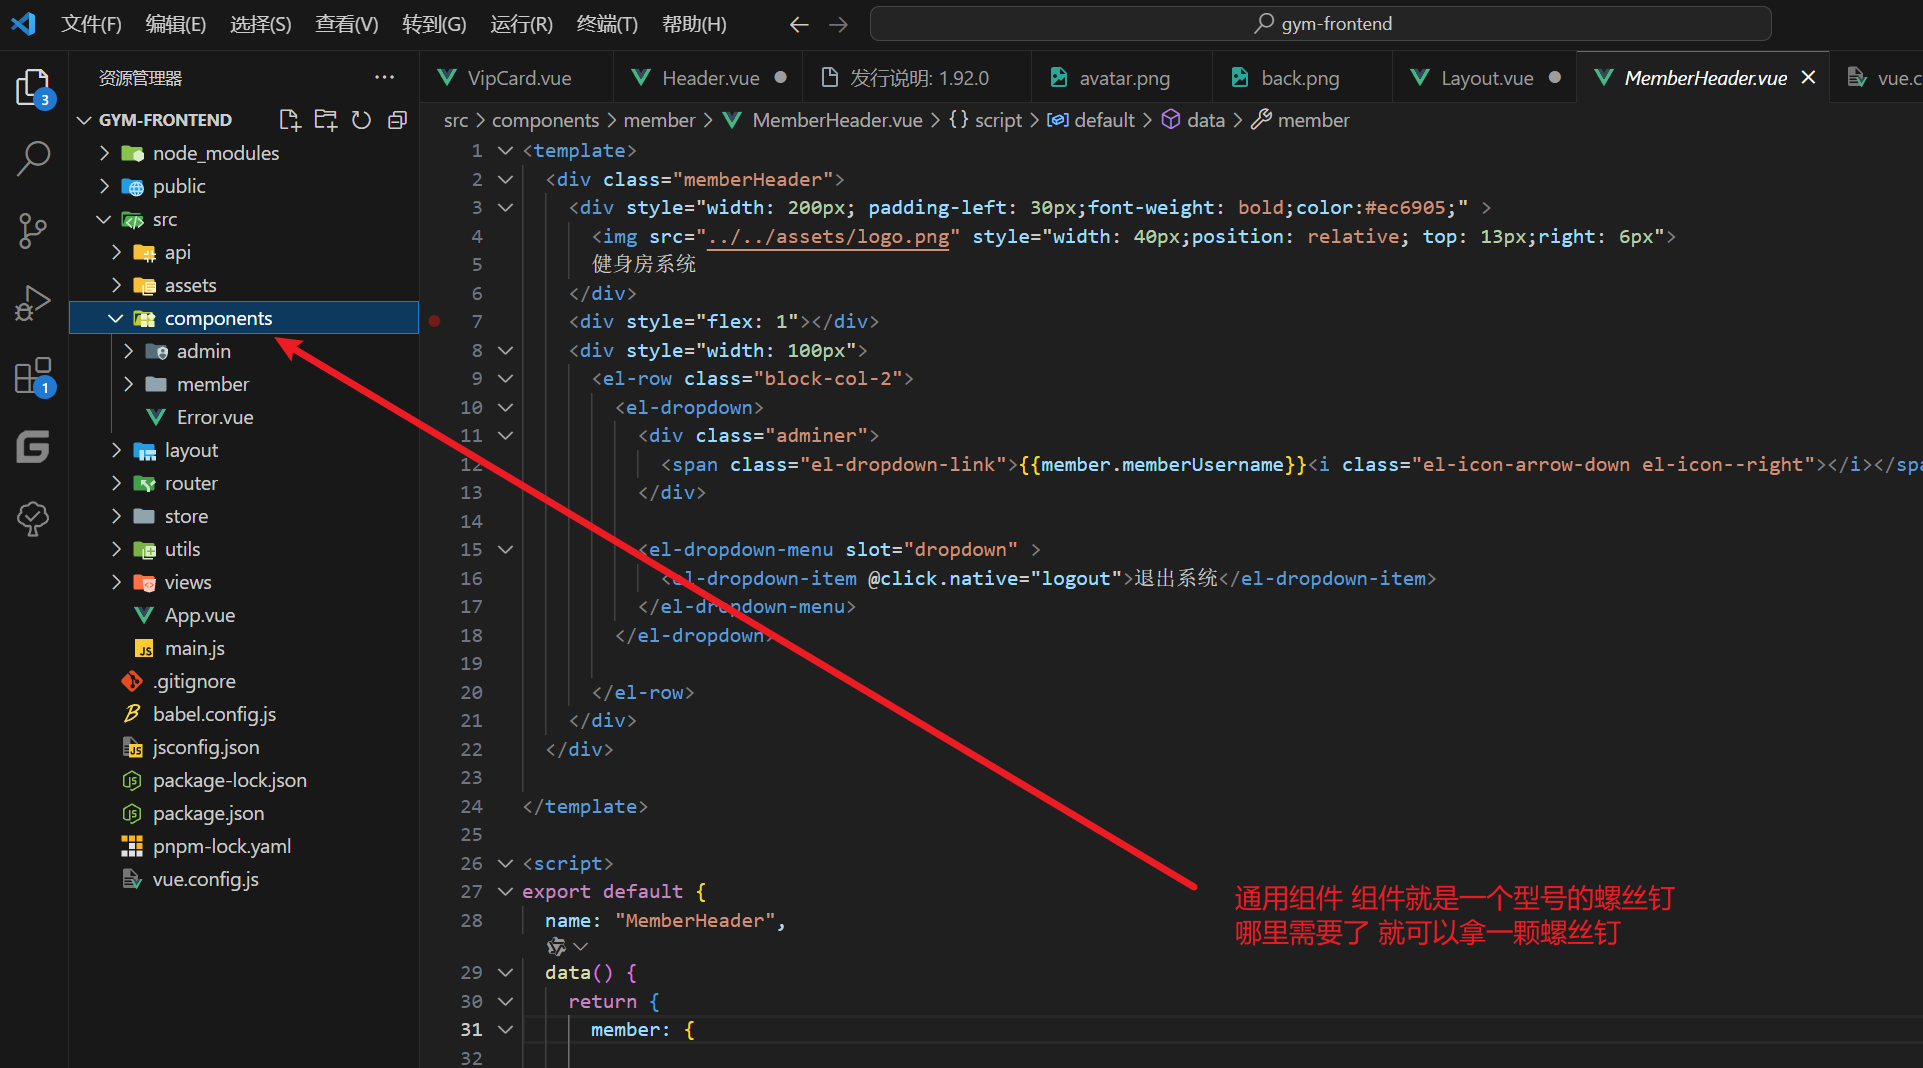 文件(F) 编辑(E) 选择(S) 查看(V) 转到(G) 运行(R) 终端(T) 帮助(H) gym-frontend
资源管理器 ···
VipCard.vue Header.vue 发行说明: 1.92.0 avatar.png back.png Layout.vue MemberHeader.vue vue.c
3
1
GYM-FRONTEND
node_modules
public
src
api
assets
components
admin
member
Error.vue
layout
router
store
utils
views
App.vue
main.js
.gitignore
babel.config.js
jsconfig.json
package-lock.json
package.json
pnpm-lock.yaml
vue.config.js
src > components > member > MemberHeader.vue > {} script > default > data > member
1 <template>
2 <div class="memberHeader">
3 <div style="width: 200px; padding-left: 30px;font-weight: bold;color:#ec6905;" >
4 <img src="../../assets/logo.png" style="width: 40px;position: relative; top: 13px;right: 6px">
5 健身房系统
6 </div>
7 <div style="flex: 1"></div>
8 <div style="width: 100px">
9 <el-row class="block-col-2">
10 <el-dropdown>
11 <div class="adminer">
12 <span class="el-dropdown-link">{{member.memberUsername}}<i class="el-icon-arrow-down el-icon--right"></i></spa
13 </div>
14
15 <el-dropdown-menu slot="dropdown" >
16 <el-dropdown-item @click.native="logout">退出系统</el-dropdown-item>
17 </el-dropdown-menu>
18 </el-dropdown>
19
20 </el-row>
21 </div>
22 </div>
23
24 </template>
25
26 <script>
27 export default {
28 name: "MemberHeader",
29 data() {
30 return {
31 member: {
32
通用组件 组件就是一个型号的螺丝钉
哪里需要了 就可以拿一颗螺丝钉